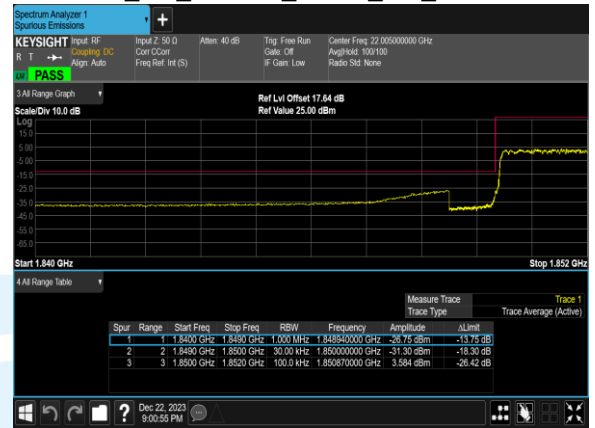 Spectrum Analyzer 1
Spurious Emissions
KEYSIGHT Input: RF Input Z: 50 Ω Atten: 40 dB Trig: Free Run Center Freq: 22.005000000 GHz
R T Coupling: DC Corr CCorr Gate: Off Avg|Hold: 100/100
Align: Auto Freq Ref: Int (S) IF Gain: Low Radio Std: None
PASS
3 All Range Graph
Ref Lvl Offset 17.64 dB
Scale/Div 10.0 dB Ref Value 25.00 dBm
Log
15.0
5.00
-5.00
-15.0
-25.0
-35.0
-45.0
-55.0
-65.0
Start 1.840 GHz Stop 1.852 GHz
4 All Range Table
Measure Trace Trace 1
Trace Type Trace Average (Active)
Spur Range Start Freq Stop Freq RBW Frequency Amplitude ΔLimit
1 1 1.8400 GHz 1.8490 GHz 1.000 MHz 1.848940000 GHz -26.75 dBm -13.75 dB
2 2 1.8490 GHz 1.8500 GHz 30.00 kHz 1.850000000 GHz -31.30 dBm -18.30 dB
3 3 1.8500 GHz 1.8520 GHz 100.0 kHz 1.850870000 GHz 3.584 dBm -26.42 dB
? Dec 22, 2023
9:00:55 PM